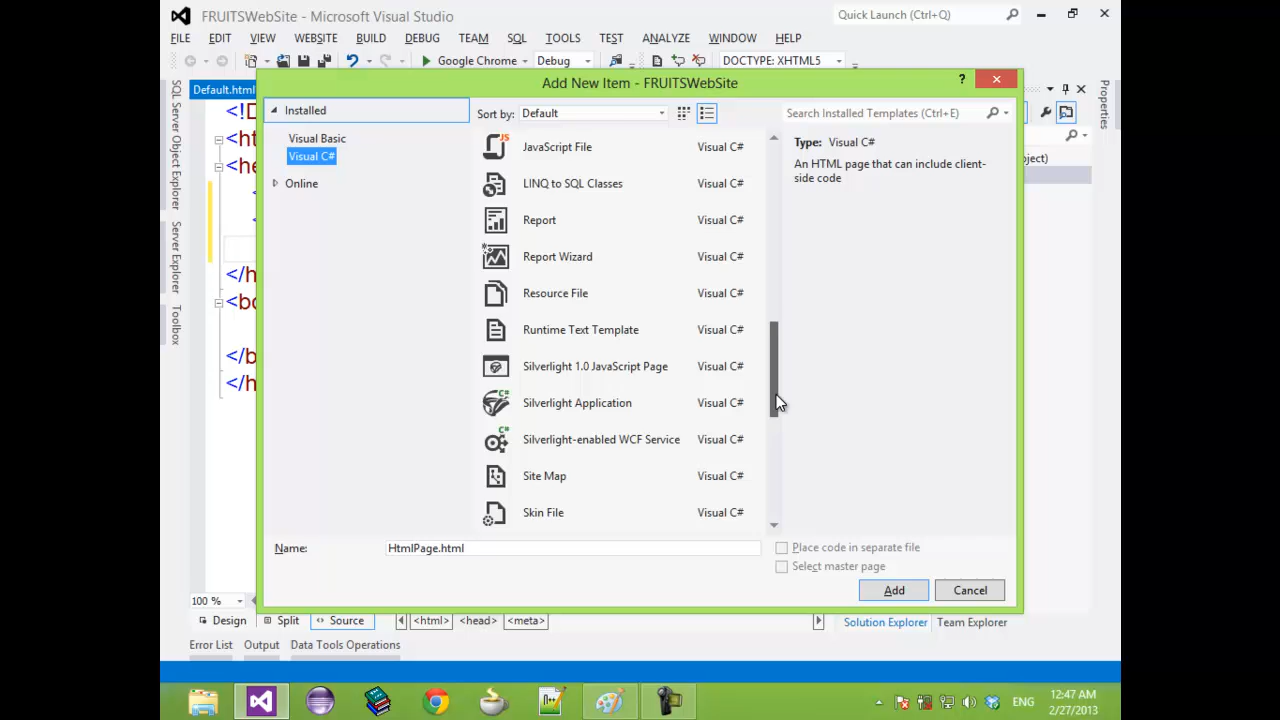 FRUITSWebSite - Microsoft Visual Studio
Quick Launch (Ctrl+Q)
FILE EDIT VIEW WEBSITE BUILD DEBUG TEAM SQL TOOLS TEST ANALYZE WINDOW HELP
Google Chrome Debug DOCTYPE: XHTML5
Add New Item - FRUITSWebSite
?
Default.html
SQL Server Object Explorer
Server Explorer
Toolbox
Properties
Installed
Sort by: Default
Search Installed Templates (Ctrl+E)
Visual Basic
Visual C#
Online
JavaScript File Visual C#
LINQ to SQL Classes Visual C#
Report Visual C#
Report Wizard Visual C#
Resource File Visual C#
Runtime Text Template Visual C#
Silverlight 1.0 JavaScript Page Visual C#
Silverlight Application Visual C#
Silverlight-enabled WCF Service Visual C#
Site Map Visual C#
Skin File Visual C#
Type: Visual C#
An HTML page that can include client-
side code
<ht
<he
</h
<bo
</b
</h
Name: HtmlPage.html
Place code in separate file
Select master page
Add Cancel
100 %
Design Split Source <html> <head> <meta>
Solution Explorer Team Explorer
Error List Output Data Tools Operations
ENG
12:47 AM
2/27/2013